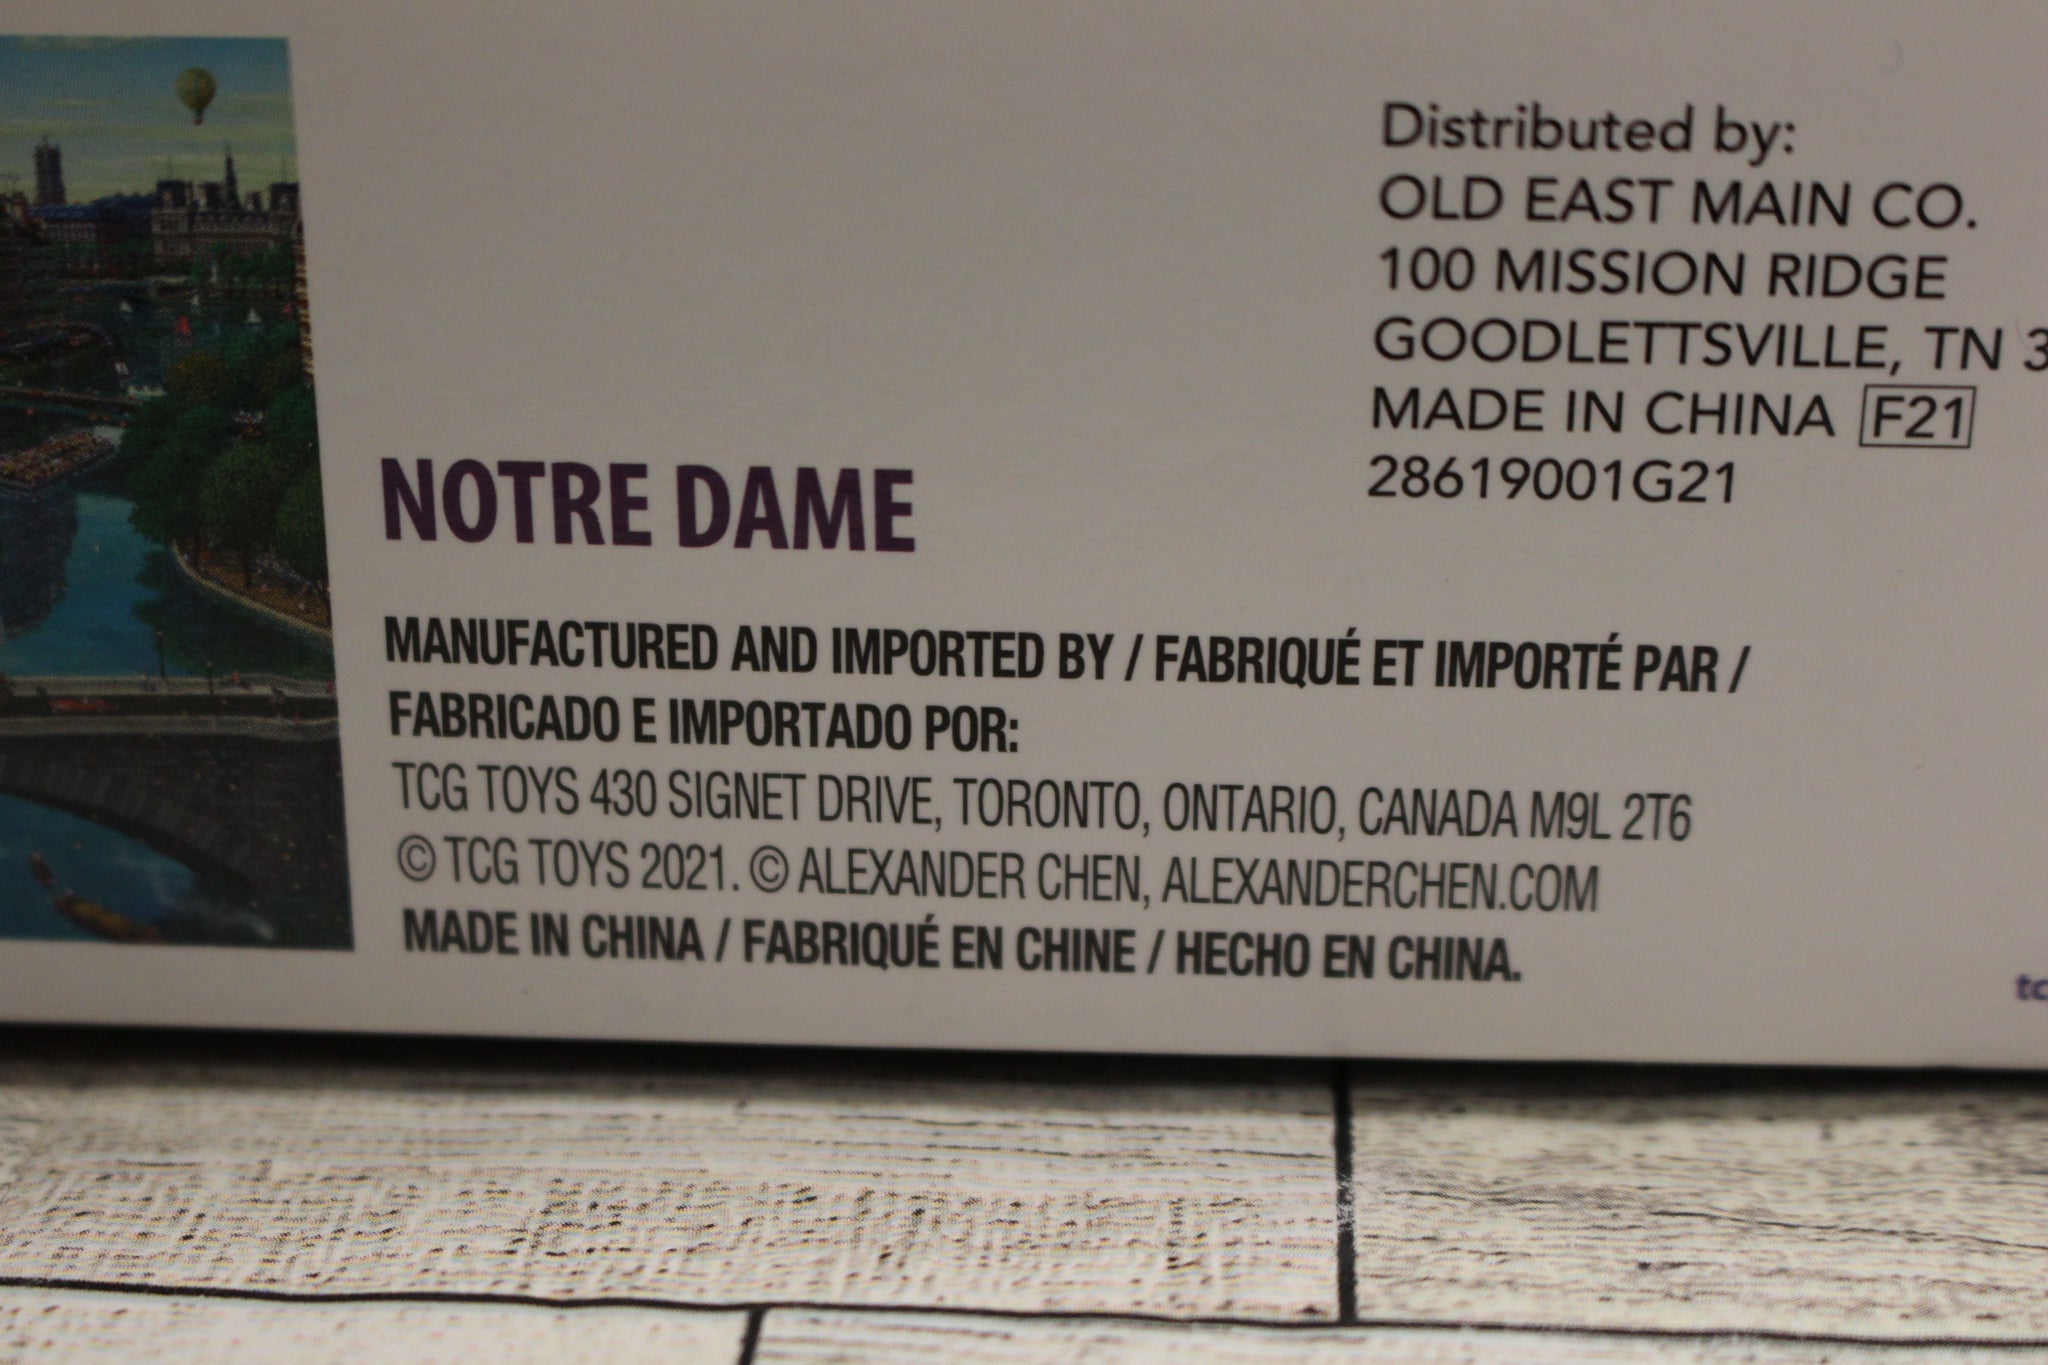 Distributed by:
OLD EAST MAIN CO.
100 MISSION RIDGE
GOODLETTSVILLE, TN 3
MADE IN CHINA F21
28619001G21
NOTRE DAME
MANUFACTURED AND IMPORTED BY / FABRIQUÉ ET IMPORTÉ PAR /
FABRICADO E IMPORTADO POR:
TCG TOYS 430 SIGNET DRIVE, TORONTO, ONTARIO, CANADA M9L 2T6
© TCG TOYS 2021. © ALEXANDER CHEN, ALEXANDERCHEN.COM
MADE IN CHINA / FABRIQUÉ EN CHINE / HECHO EN CHINA.
tc